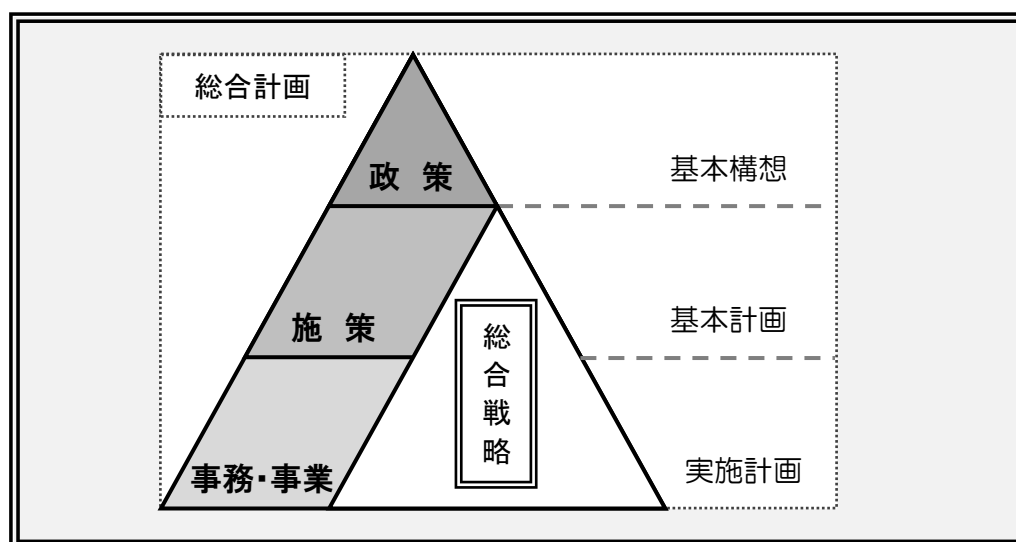 総合計画
政 策
基本構想
施 策
基本計画
総合戦略
事務・事業
実施計画